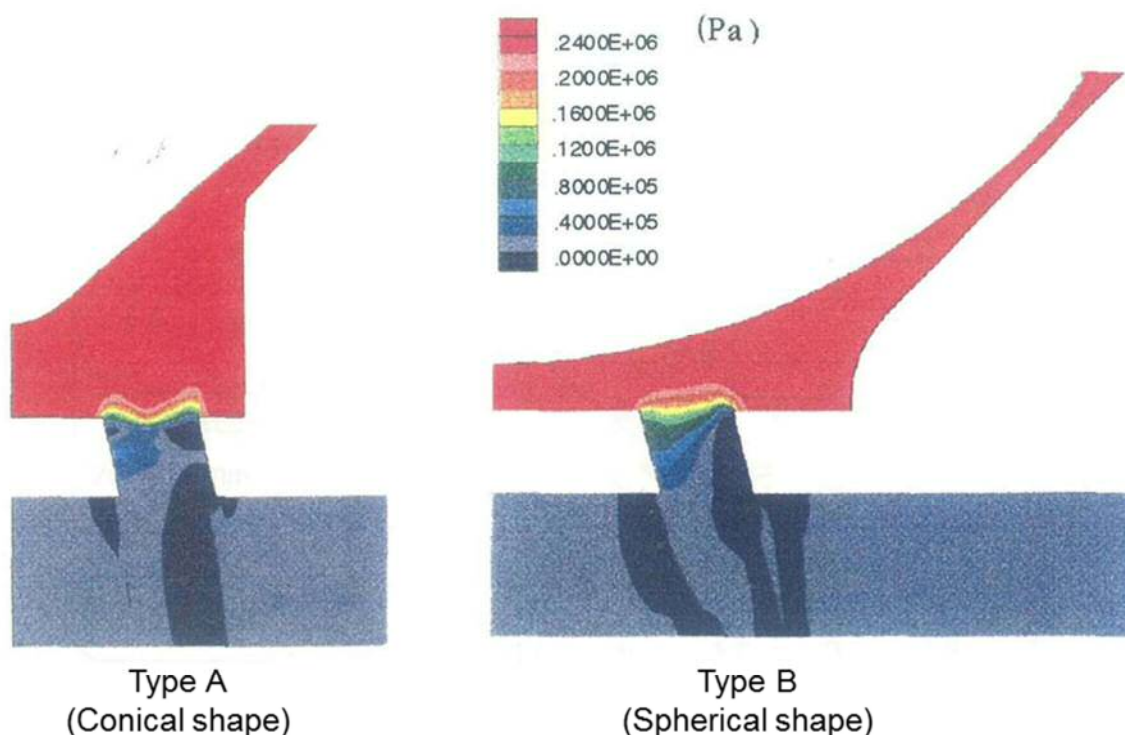 (Pa)
.2400E+06
.2000E+06
.1600E+06
.1200E+06
.8000E+05
.4000E+05
.0000E+00
Type A
(Conical shape)
Type B
(Spherical shape)